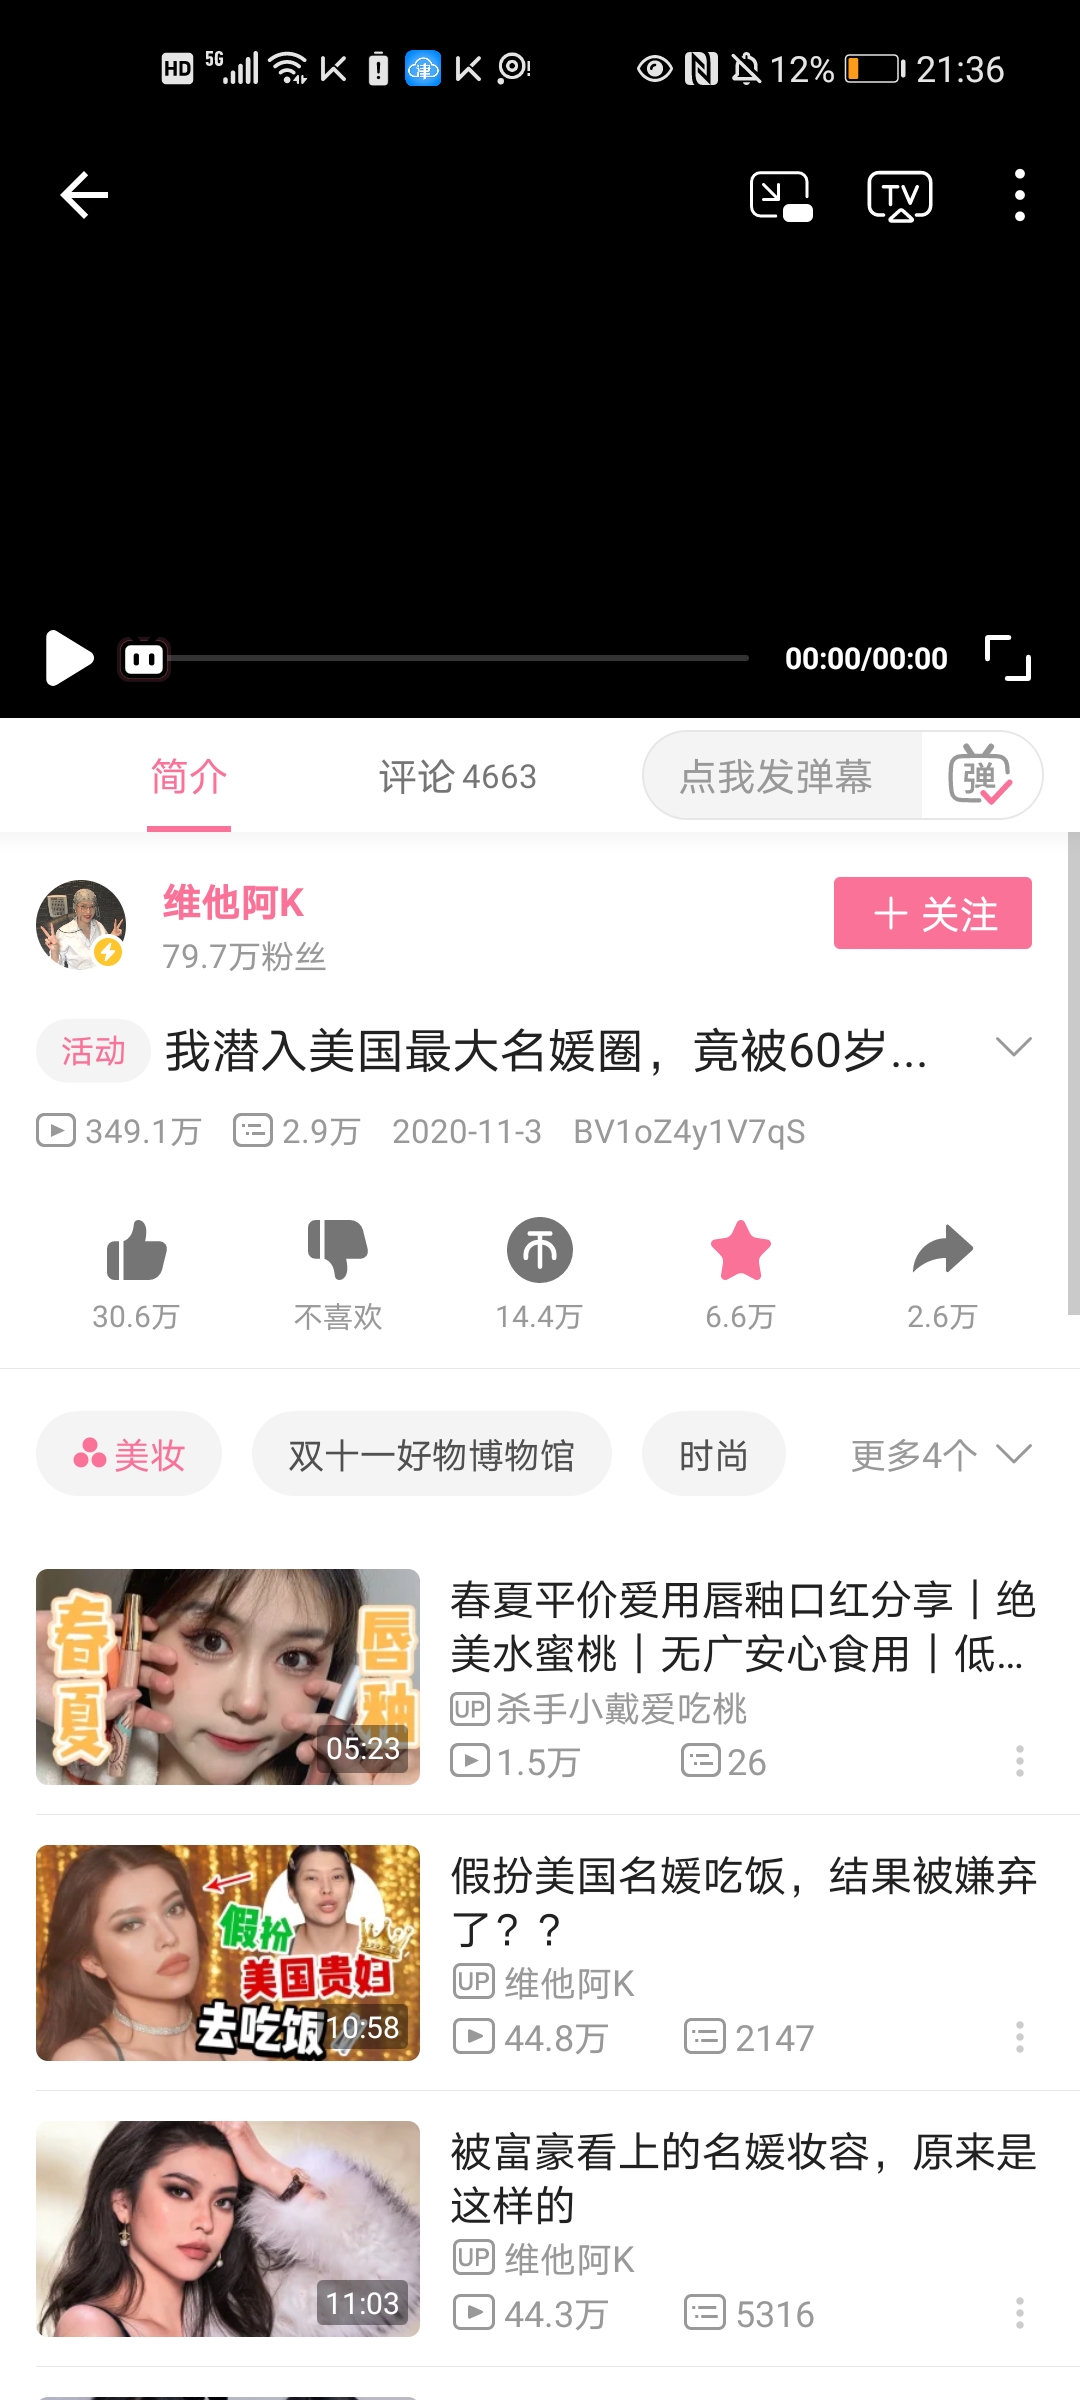 HD 5G 12% 21:36
TV
00:00/00:00
简介 评论 4663 点我发弹幕 弹
维他阿K
79.7万粉丝
关注
活动 我潜入美国最大名媛圈，竟被60岁...
349.1万 2.9万 2020-11-3 BV1oZ4y1V7qS
30.6万 不喜欢 14.4万 6.6万 2.6万
美妆 双十一好物博物馆 时尚 更多4个
春夏
唇釉
05:23
春夏平价爱用唇釉口红分享｜绝
美水蜜桃｜无广安心食用｜低...
UP 杀手小戴爱吃桃
1.5万 26
假扮
美国贵妇
去吃饭
10:58
假扮美国名媛吃饭，结果被嫌弃
了？？
UP 维他阿K
44.8万 2147
11:03
被富豪看上的名媛妆容，原来是
这样的
UP 维他阿K
44.3万 5316